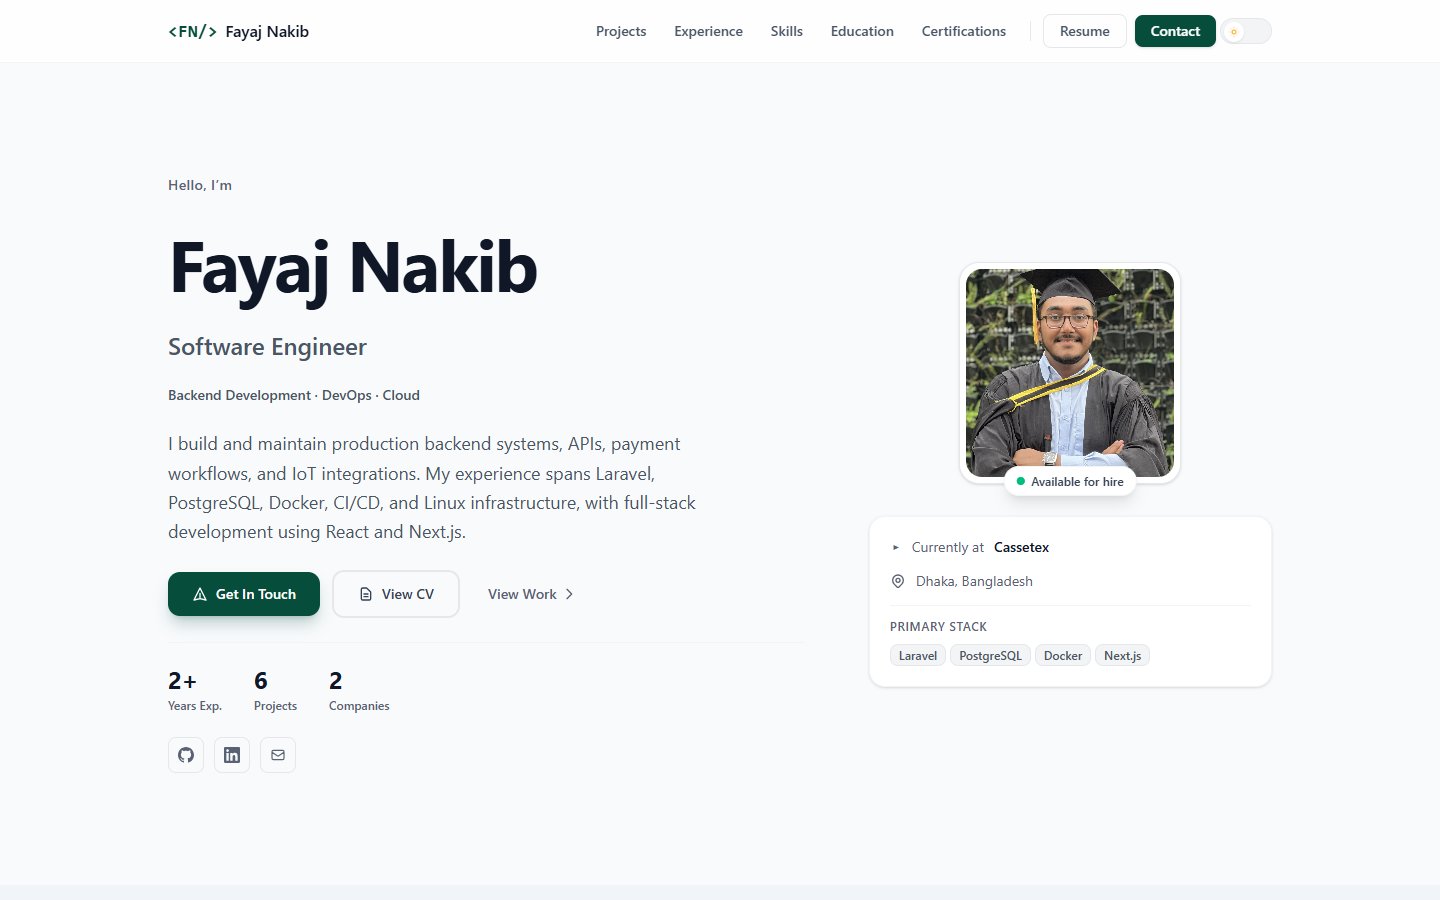 <FN/> Fayaj Nakib
Projects Experience Skills Education Certifications Resume Contact
Hello, I'm
Fayaj Nakib
Software Engineer
Backend Development · DevOps · Cloud
I build and maintain production backend systems, APIs, payment
workflows, and IoT integrations. My experience spans Laravel,
PostgreSQL, Docker, CI/CD, and Linux infrastructure, with full-stack
development using React and Next.js.
Get In Touch View CV View Work
2+ 6 2
Years Exp. Projects Companies
Available for hire
Currently at Cassetex
Dhaka, Bangladesh
PRIMARY STACK
Laravel PostgreSQL Docker Next.js